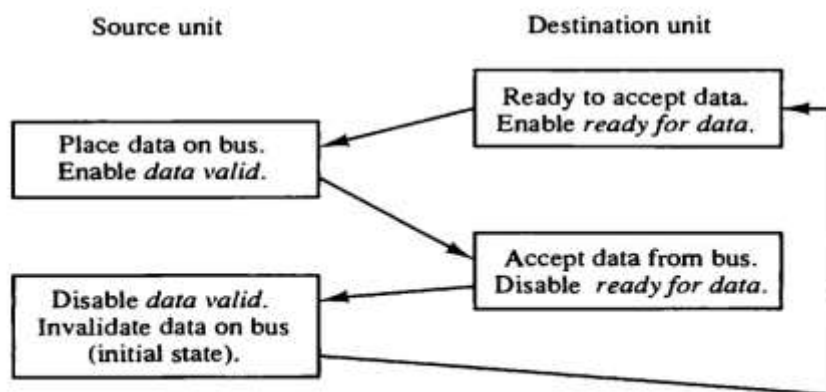 Source unit
Destination unit
Ready to accept data.
Enable ready for data.
Place data on bus.
Enable data valid.
Accept data from bus.
Disable ready for data.
Disable data valid.
Invalidate data on bus
(initial state).